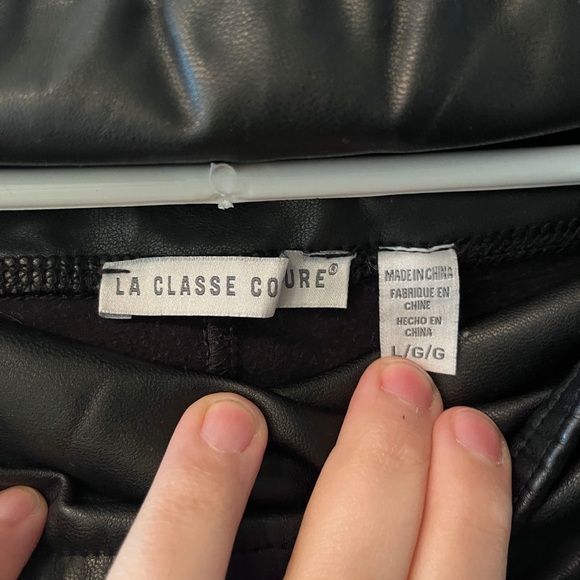 LA CLASSE CO URE®
MADE IN CHINA
FABRIQUE EN
CHINE
HECHO EN
CHINA
L/G/G